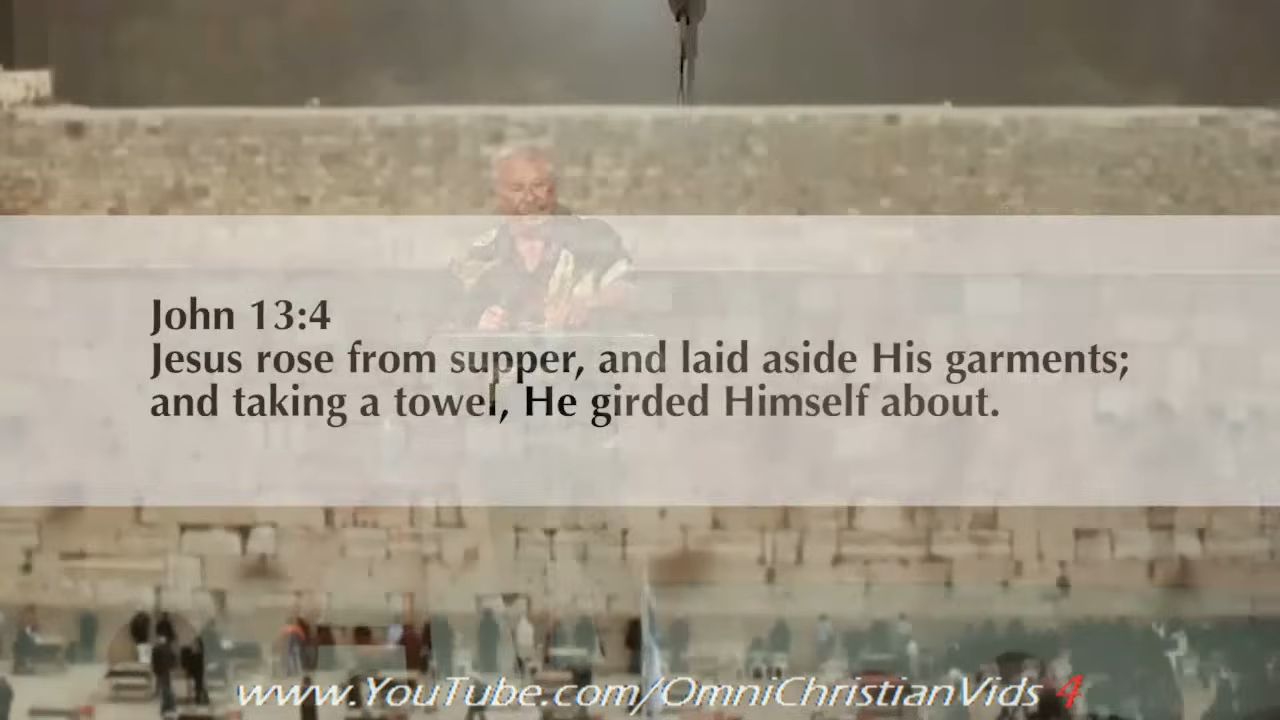 John 13:4
Jesus rose from supper, and laid aside His garments;
and taking a towel, He girded Himself about.
www.YouTube.com/OmniChristianVids 4